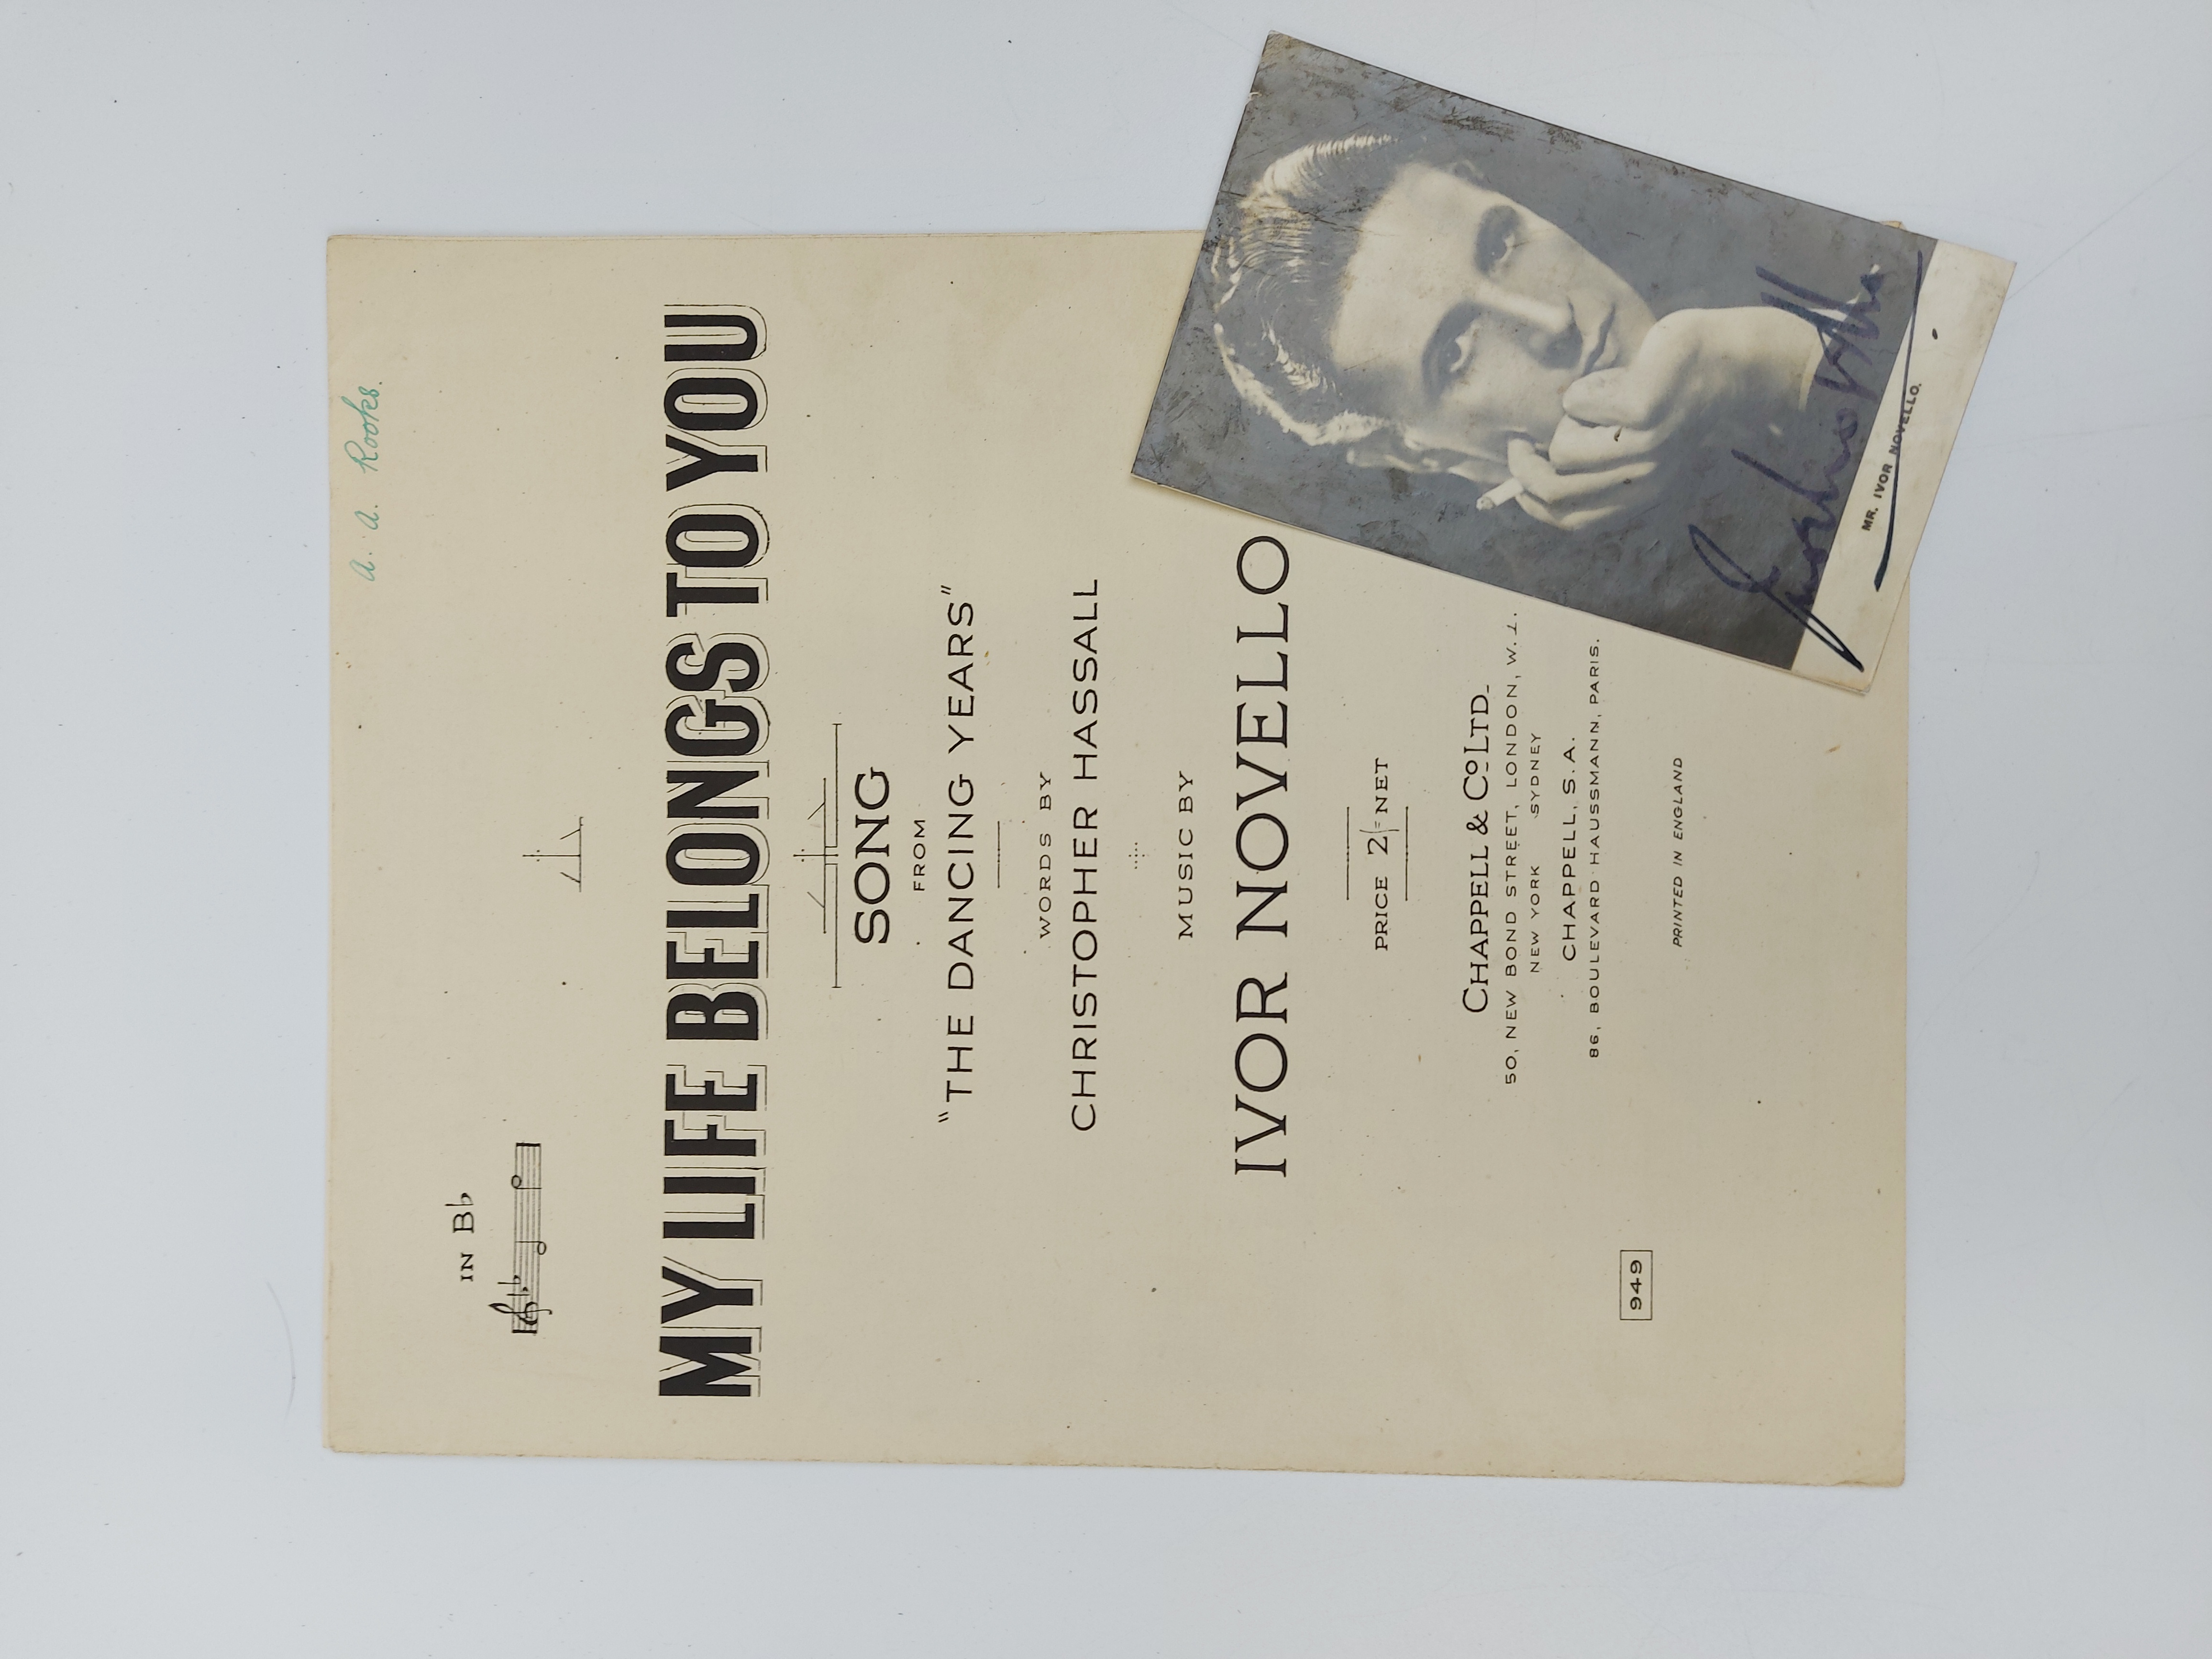 A. A. Rooks.
IN B♭
MY LIFE BELONGS TO YOU
SONG
FROM
"THE DANCING YEARS"
WORDS BY
CHRISTOPHER HASSALL
MUSIC BY
IVOR NOVELLO
PRICE 2/= NET
CHAPPELL & Co LTD.
50, NEW BOND STREET, LONDON, W.1.
NEW YORK SYDNEY
CHAPPELL, S.A.
86, BOULEVARD HAUSSMANN, PARIS.
949
PRINTED IN ENGLAND
Ivor Novello
MR. IVOR NOVELLO.